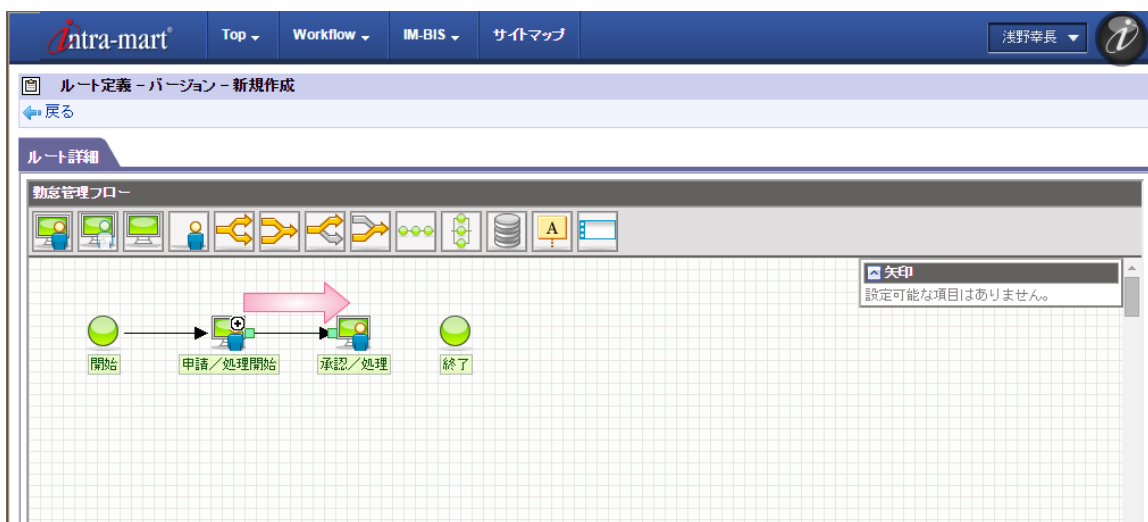 intra-mart
Top
Workflow
IM-BIS
サイトマップ
浅野幸長
ルート定義 - バージョン - 新規作成
戻る
ルート詳細
勤怠管理フロー
A
矢印
設定可能な項目はありません。
開始
申請/処理開始
承認/処理
終了